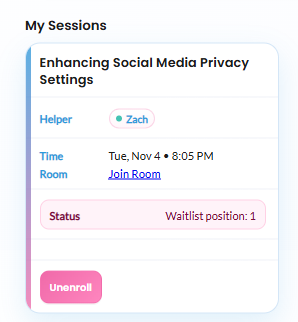 My Sessions
Enhancing Social Media Privacy
Settings
Helper Zach
Time Tue, Nov 4 • 8:05 PM
Room Join Room
Status Waitlist position: 1
Unenroll